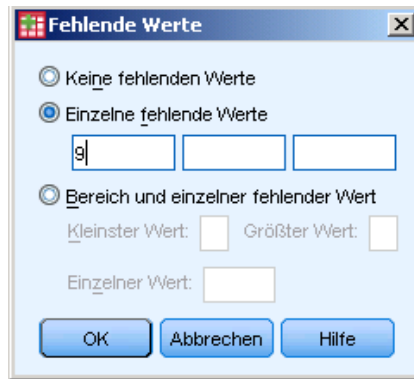 Fehlende Werte
Keine fehlenden Werte
Einzelne fehlende Werte
9
Bereich und einzelner fehlender Wert
Kleinster Wert: Größter Wert:
Einzelner Wert:
OK Abbrechen Hilfe